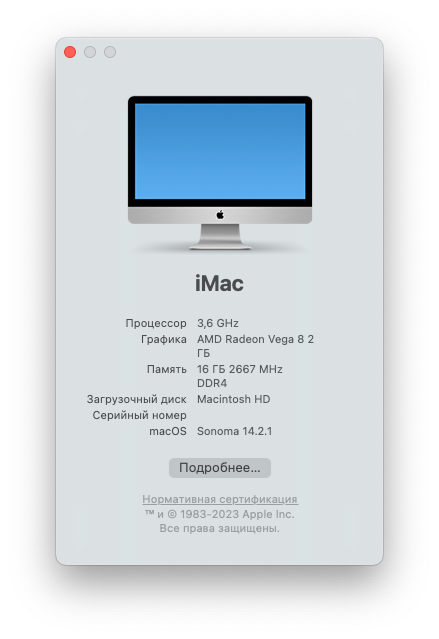 iMac
Процессор 3,6 GHz
Графика AMD Radeon Vega 8 2
ГБ
Память 16 ГБ 2667 MHz
DDR4
Загрузочный диск Macintosh HD
Серийный номер
macOS Sonoma 14.2.1
Подробнее...
Нормативная сертификация
™ и © 1983-2023 Apple Inc.
Все права защищены.